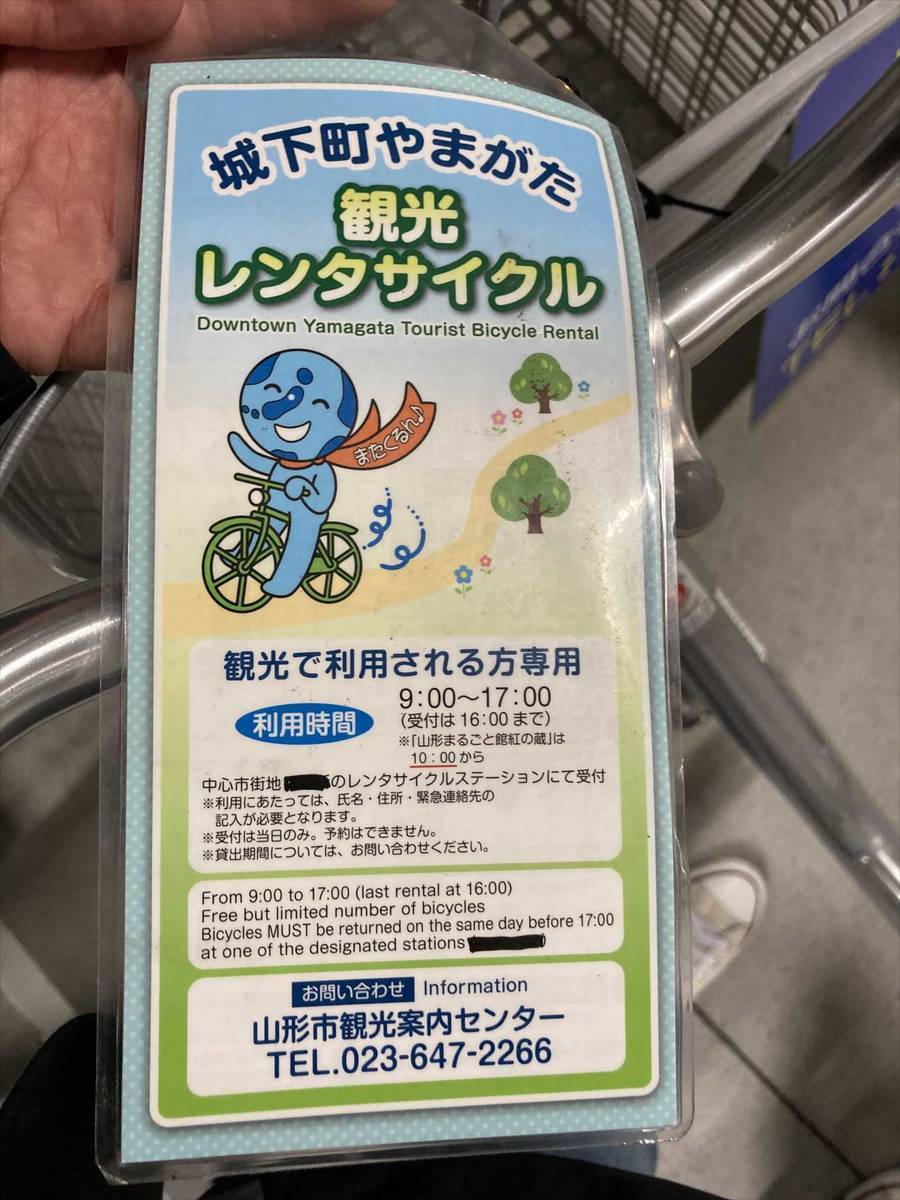 城下町やまがた
観光
レンタサイクル
Downtown Yamagata Tourist Bicycle Rental
またくるん♪
観光で利用される方専用
利用時間
9:00〜17:00
(受付は16:00まで)
※「山形まるごと館紅の蔵」は
10:00から
中心市街地
のレンタサイクルステーションにて受付
※利用にあたっては、氏名・住所・緊急連絡先の
記入が必要となります。
※受付は当日のみ。予約はできません。
※貸出期間については、お問い合わせください。
From 9:00 to 17:00 (last rental at 16:00)
Free but limited number of bicycles
Bicycles MUST be returned on the same day before 17:00
at one of the designated stations
お問い合わせ Information
山形市観光案内センター
TEL.023-647-2266
TEL